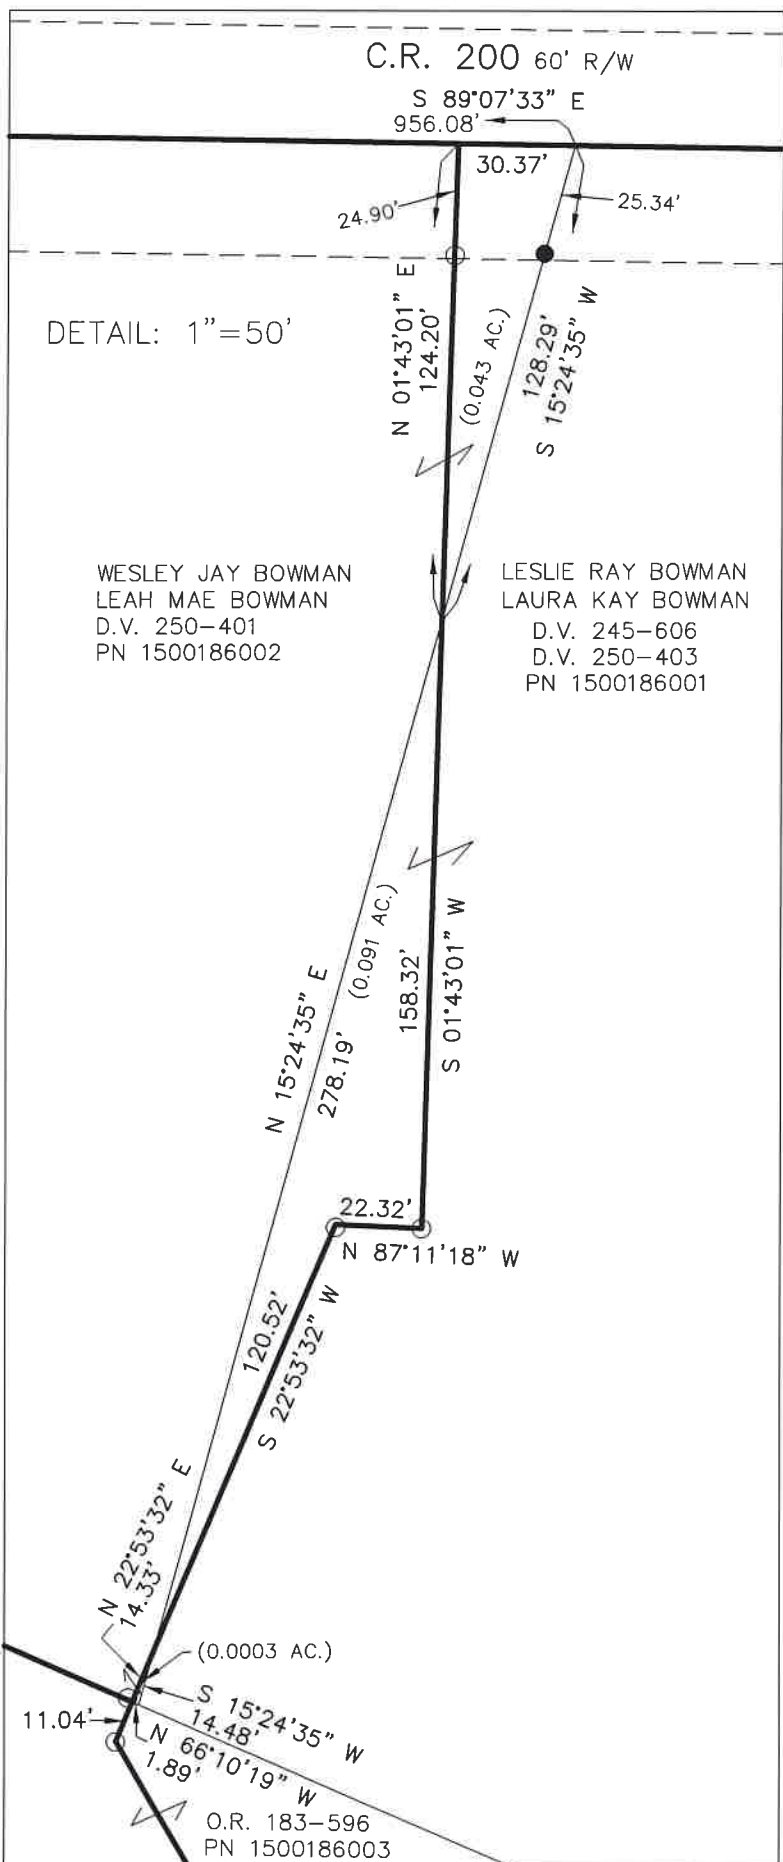 C.R. 200 60' R/W
S 89°07'33" E
956.08'
30.37'
24.90'
25.34'
DETAIL: 1"=50'
N 01°43'01" E
124.20'
(0.043 AC.)
128.29'
S 15°24'35" W
WESLEY JAY BOWMAN
LEAH MAE BOWMAN
D.V. 250-401
PN 1500186002
LESLIE RAY BOWMAN
LAURA KAY BOWMAN
D.V. 245-606
D.V. 250-403
PN 1500186001
N 15°24'35" E
278.19'
(0.091 AC.)
158.32'
S 01°43'01" W
22.32'
N 87°11'18" W
120.52'
S 22°53'32" W
N 22°53'32" E
14.33'
(0.0003 AC.)
S 15°24'35" W
14.48'
11.04'
N 66°10'19" W
1.89'
O.R. 183-596
PN 1500186003